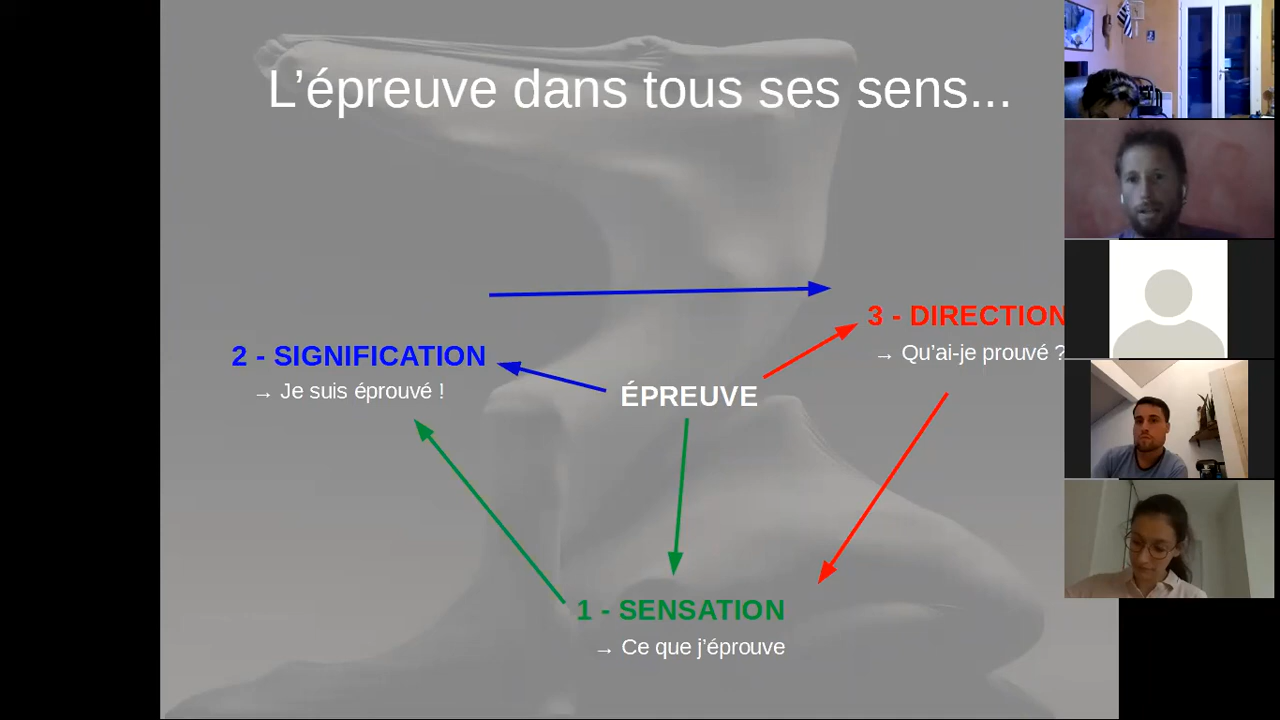 L’épreuve dans tous ses sens...
3 - DIRECTION
→ Qu’ai-je prouvé ?
2 - SIGNIFICATION
→ Je suis éprouvé !
ÉPREUVE
1 - SENSATION
→ Ce que j’éprouve